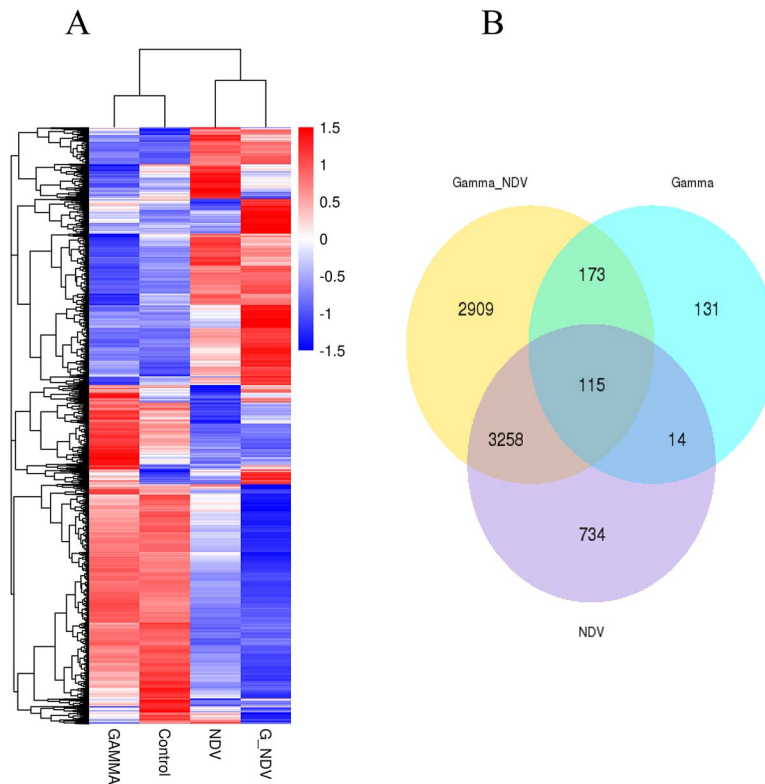 A
B
1.5
1
0.5
0
-0.5
-1
-1.5
GAMMA
Control
NDV
G_NDV
Gamma_NDV
Gamma
2909
173
131
115
3258
14
734
NDV